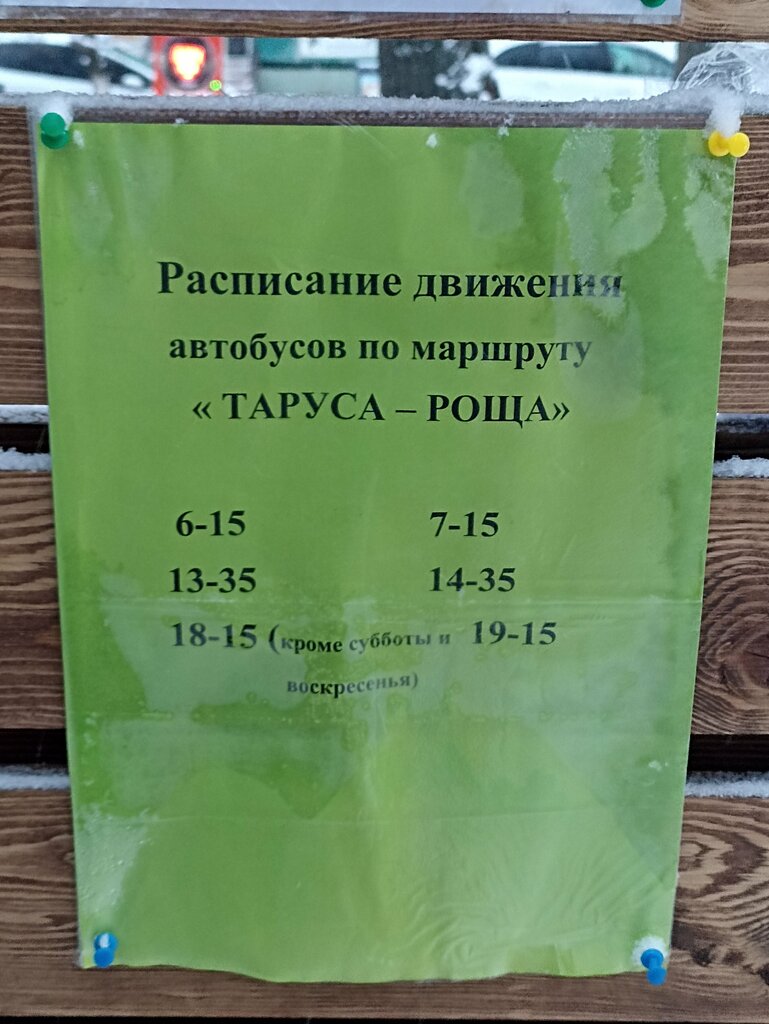 Расписание движения
автобусов по маршруту
« ТАРУСА – РОЩА»
6-15 7-15
13-35 14-35
18-15 (кроме субботы и 19-15
воскресенья)